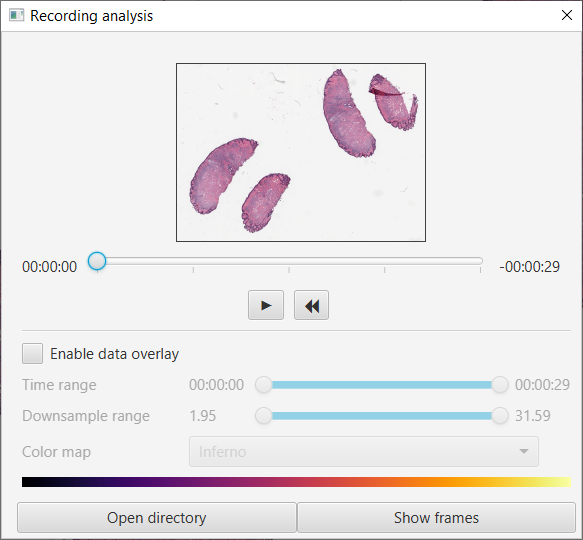 Recording analysis
00:00:00 -00:00:29
Enable data overlay
Time range 00:00:00 00:00:29
Downsample range 1.95 31.59
Color map Inferno
Open directory Show frames